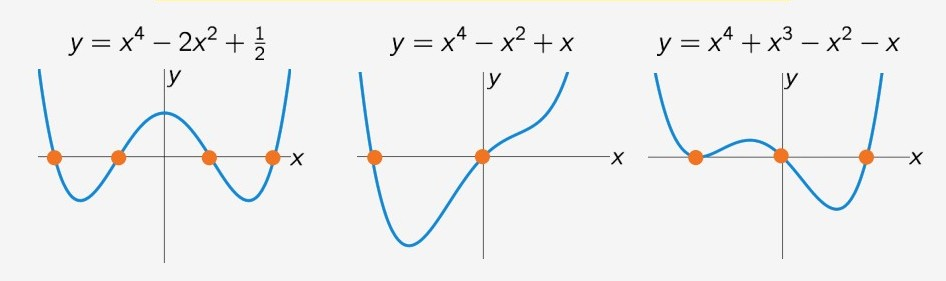 y = x⁴ − 2x² + ½
y = x⁴ − x² + x
y = x⁴ + x³ − x² − x
y
y
y
x
x
x